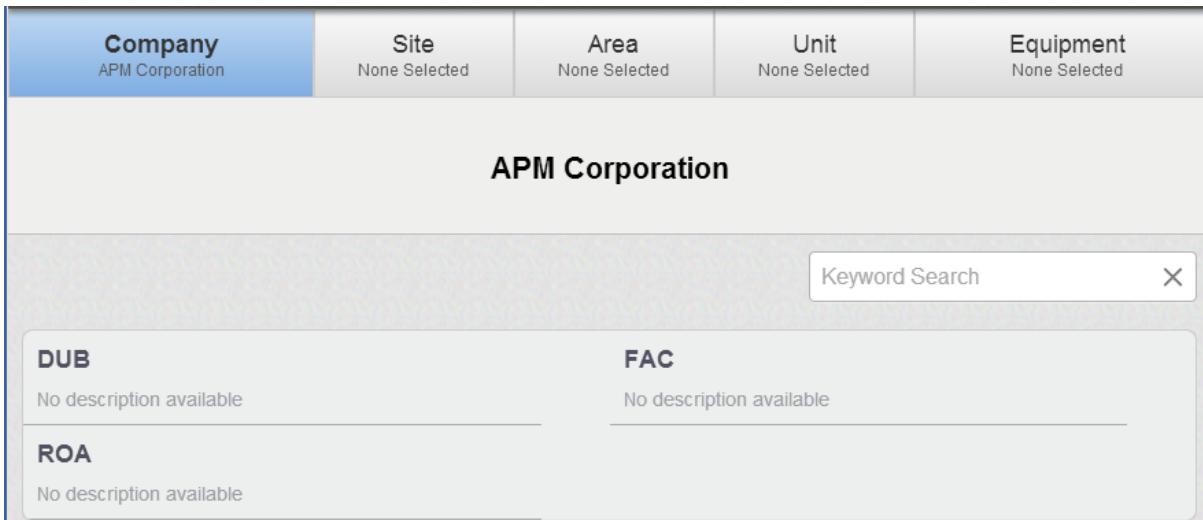 Company Site Area Unit Equipment
APM Corporation None Selected None Selected None Selected None Selected
APM Corporation
Keyword Search
DUB FAC
No description available No description available
ROA
No description available